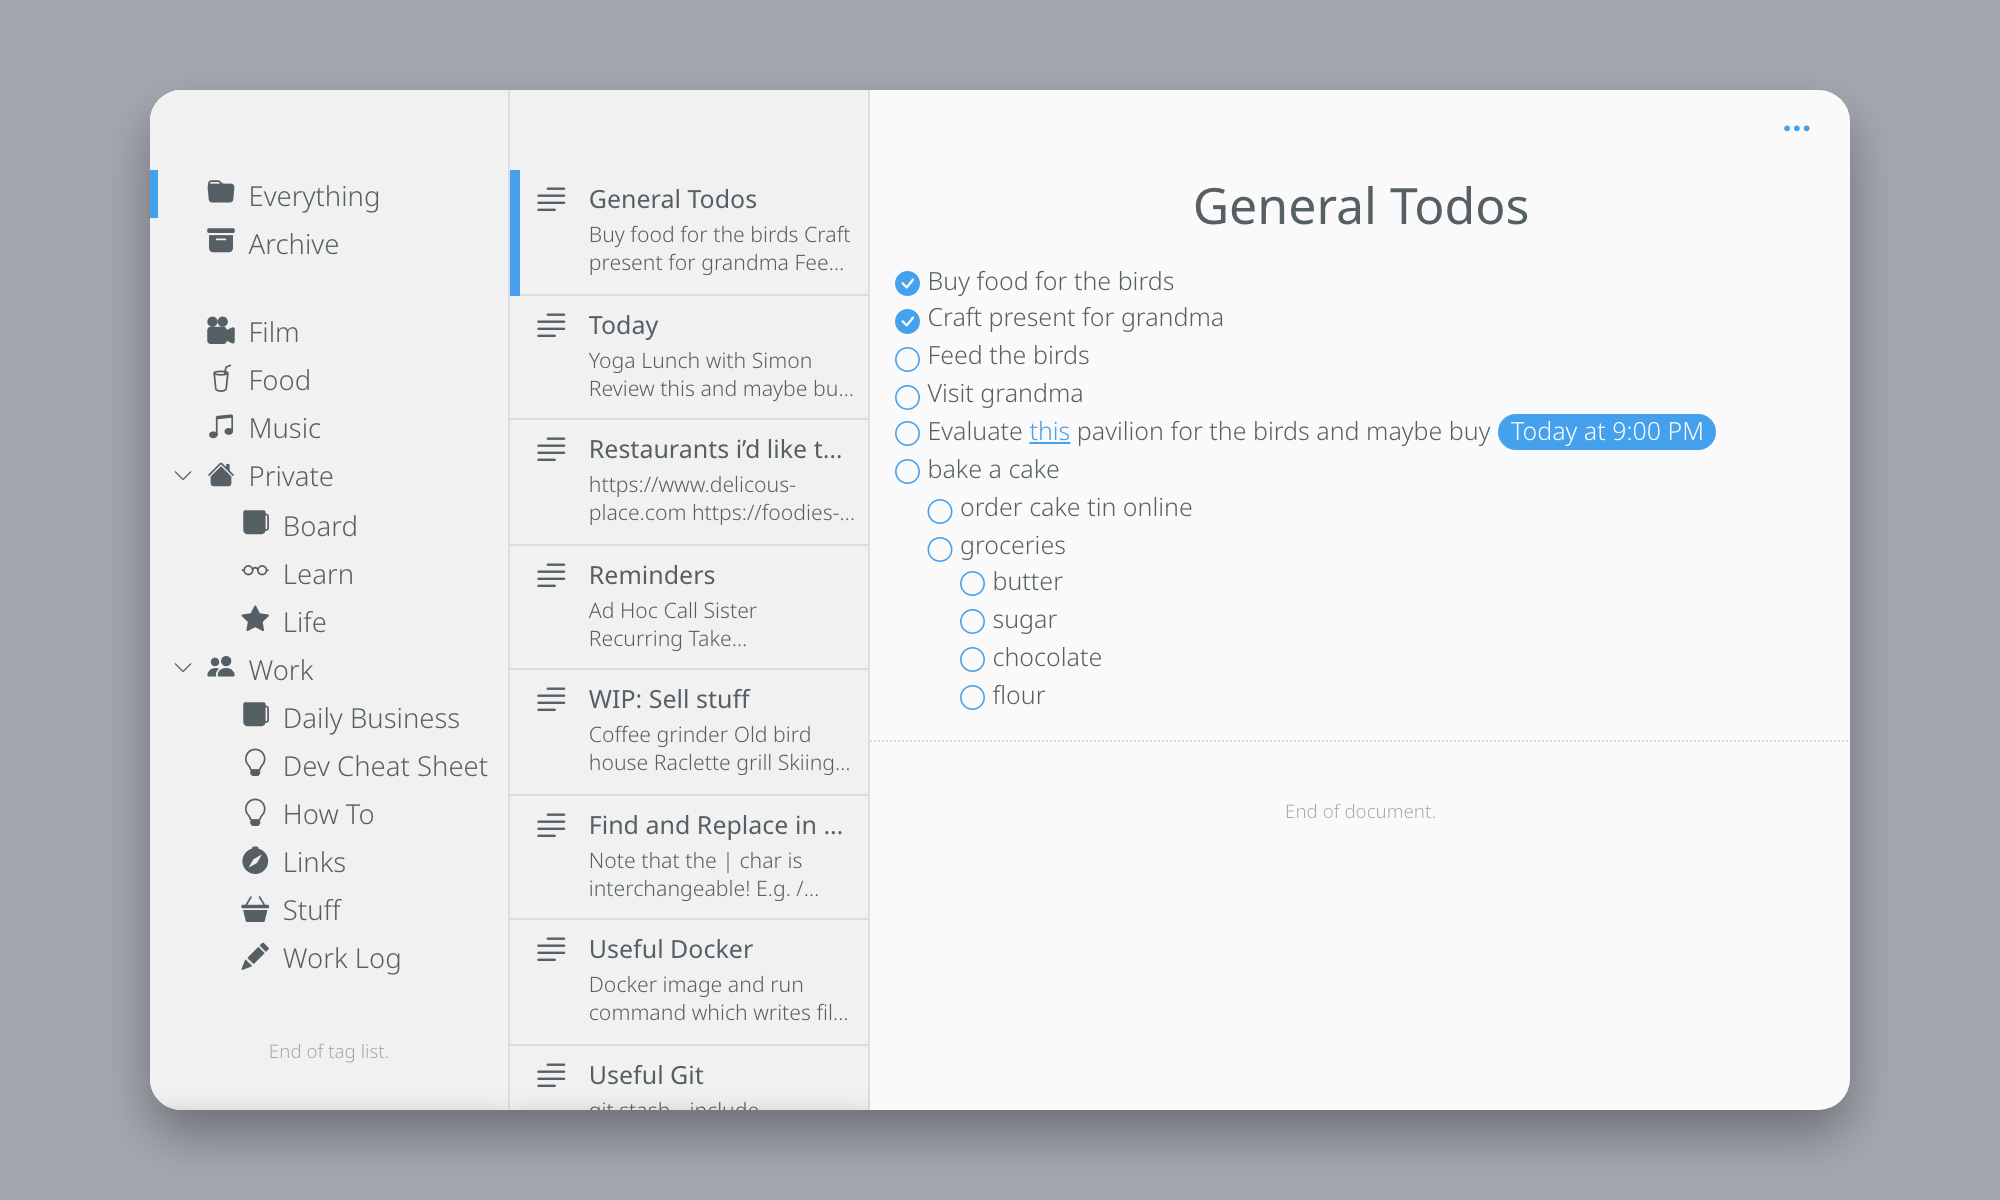 Everything
Archive
Film
Food
Music
Private
Board
Learn
Life
Work
Daily Business
Dev Cheat Sheet
How To
Links
Stuff
Work Log
End of tag list.
General Todos
Buy food for the birds Craft
present for grandma Fee...
Today
Yoga Lunch with Simon
Review this and maybe bu...
Restaurants i’d like t...
https://www.delicous-
place.com https://foodies-...
Reminders
Ad Hoc Call Sister
Recurring Take...
WIP: Sell stuff
Coffee grinder Old bird
house Raclette grill Skiing...
Find and Replace in ...
Note that the | char is
interchangeable! E.g. /...
Useful Docker
Docker image and run
command which writes fil...
Useful Git
git stash --include
General Todos
Buy food for the birds
Craft present for grandma
Feed the birds
Visit grandma
Evaluate this pavilion for the birds and maybe buy Today at 9:00 PM
bake a cake
order cake tin online
groceries
butter
sugar
chocolate
flour
End of document.